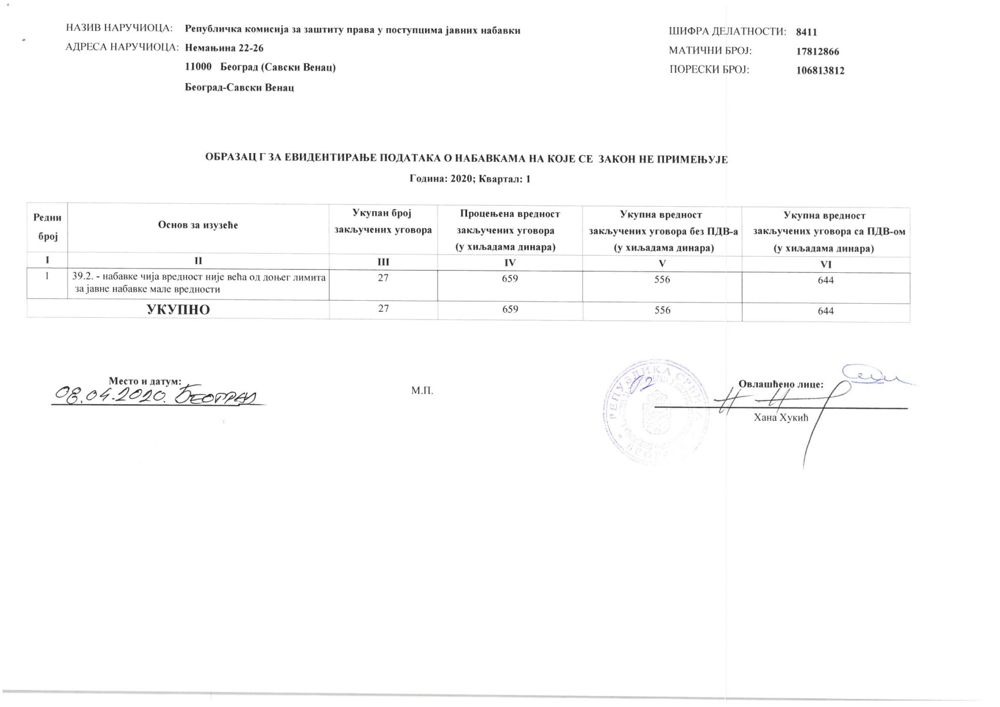 НАЗИВ НАРУЧИОЦА: Републичка комисија за заштиту права у поступцима јавних набавки
АДРЕСА НАРУЧИОЦА: Немањина 22-26
11000 Београд (Савски Венац)
Београд-Савски Венац
ШИФРА ДЕЛАТНОСТИ: 8411
МАТИЧНИ БРОЈ: 17812866
ПОРЕСКИ БРОЈ: 106813812
ОБРАЗАЦ Г ЗА ЕВИДЕНТИРАЊЕ ПОДАТАКА О НАБАВКАМА НА КОЈЕ СЕ ЗАКОН НЕ ПРИМЕЊУЈЕ
Година: 2020; Квартал: 1
Редни
број
Основ за изузеће
Укупан број
закључених уговора
Процењена вредност
закључених уговора
(у хиљадама динара)
Укупна вредност
закључених уговора без ПДВ-а
(у хиљадама динара)
Укупна вредност
закључених уговора са ПДВ-ом
(у хиљадама динара)
I II III IV V VI
1 39.2. - набавке чија вредност није већа од доњег лимита 27 659 556 644
за јавне набавке мале вредности
УКУПНО 27 659 556 644
Место и датум:
08.04.2020. БЕОГРАД
М.П.
РЕПУБЛИКА СРБИЈА
БЕОГРАД
Овлашћено лице:
Хана Хукић